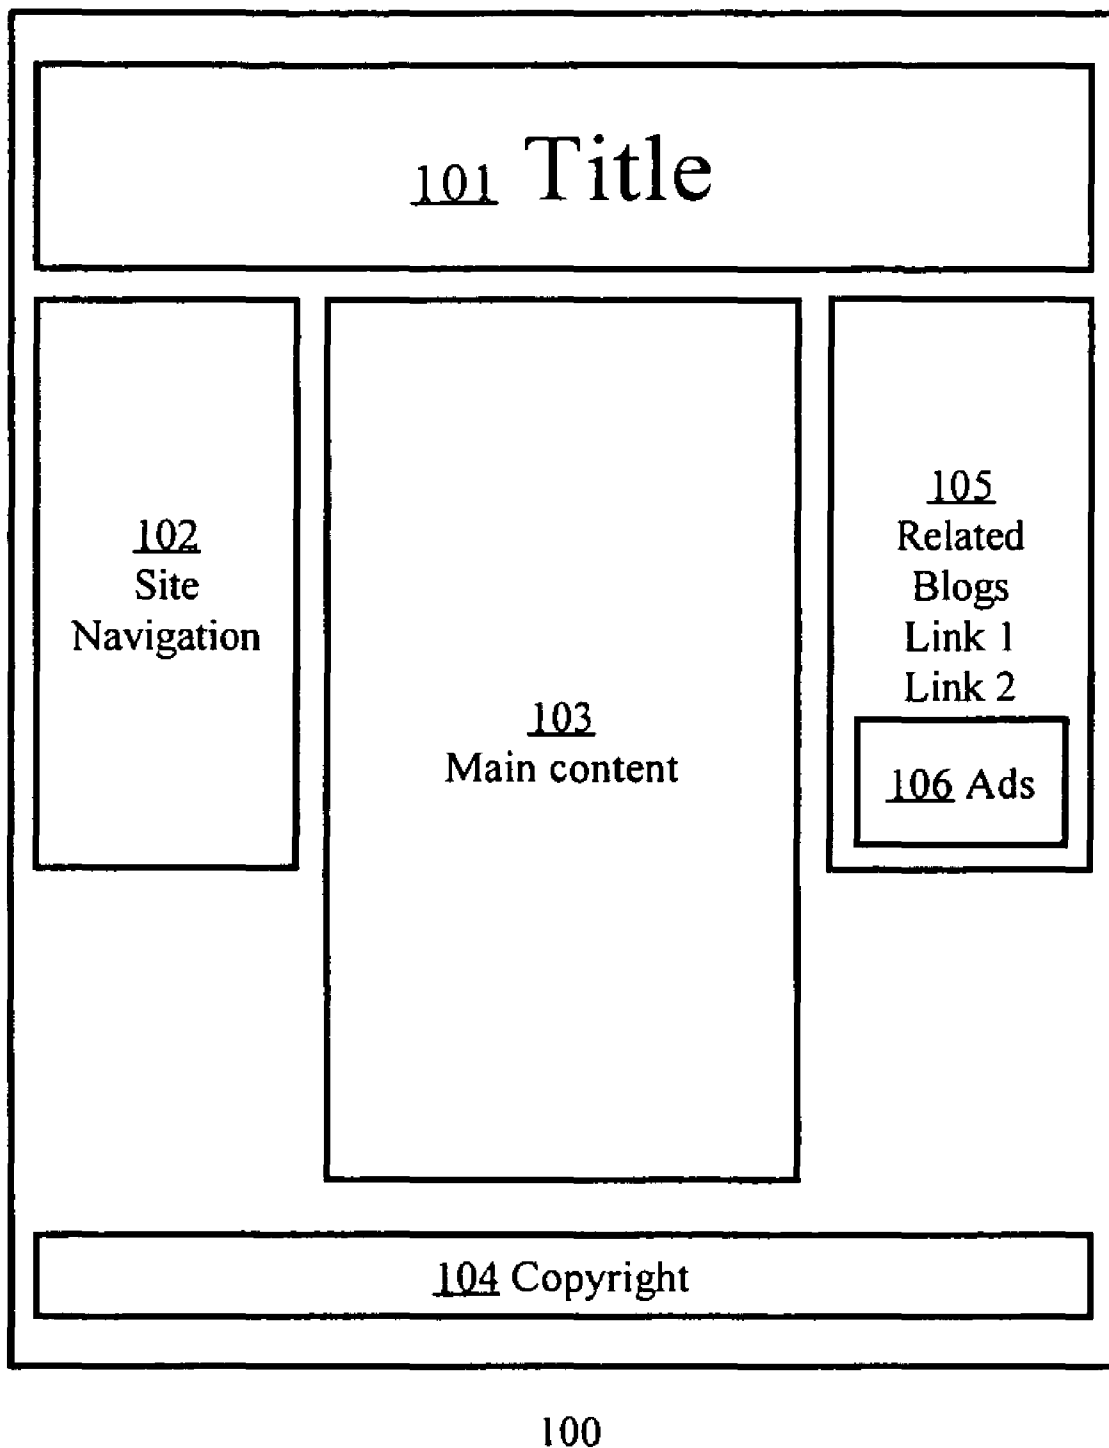 101 Title
102
Site
Navigation
103
Main content
105
Related
Blogs
Link 1
Link 2
106 Ads
104 Copyright
100